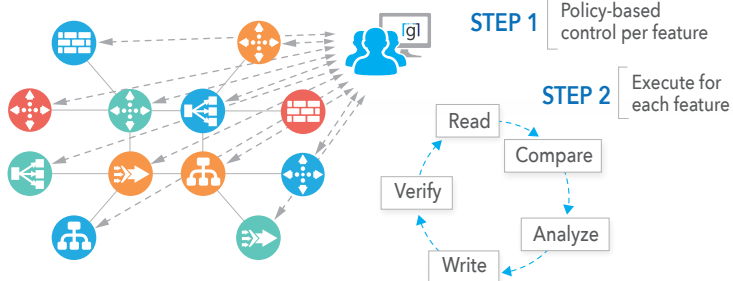 [g]
STEP 1
Policy-based
control per feature
STEP 2
Execute for
each feature
Read
Compare
Verify
Analyze
Write